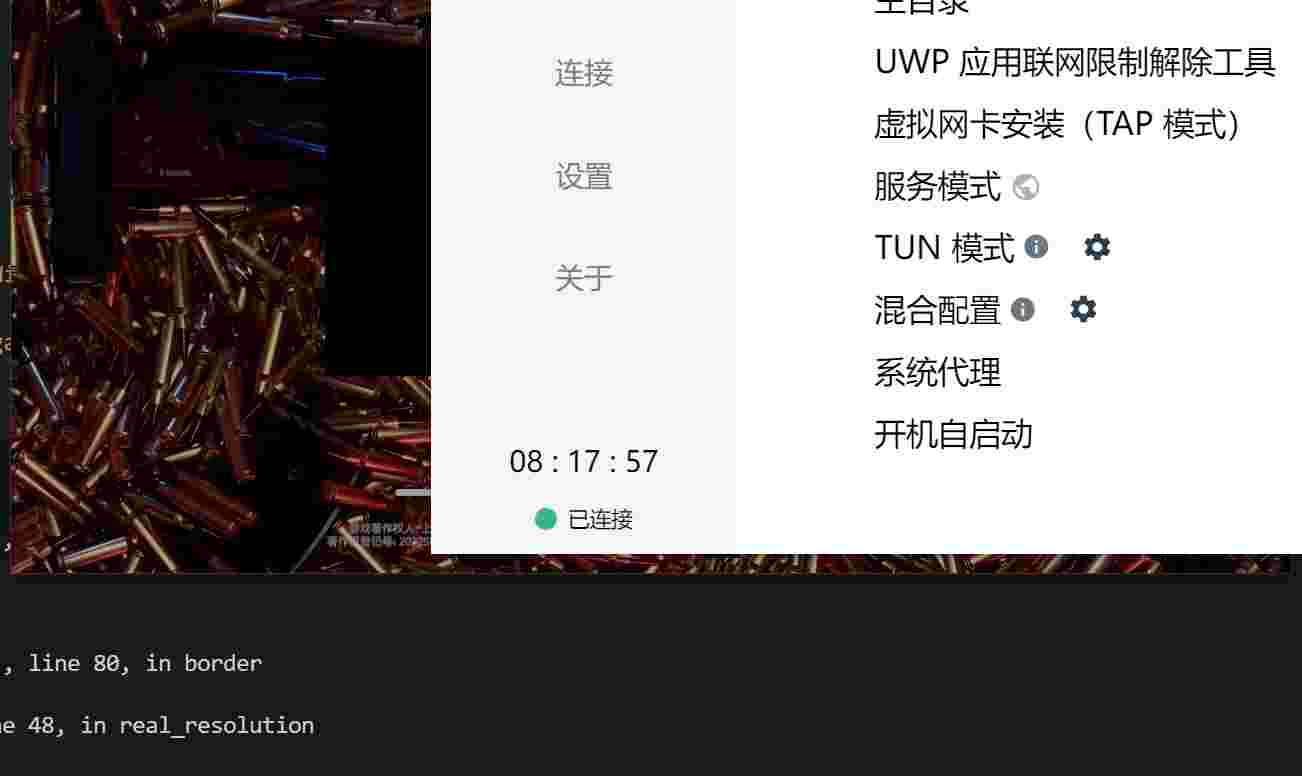 主目录
UWP 应用联网限制解除工具
连接
虚拟网卡安装（TAP 模式）
设置
服务模式
TUN 模式
关于
混合配置
系统代理
开机自启动
08 : 17 : 57
已连接
, line 80, in border
e 48, in real_resolution